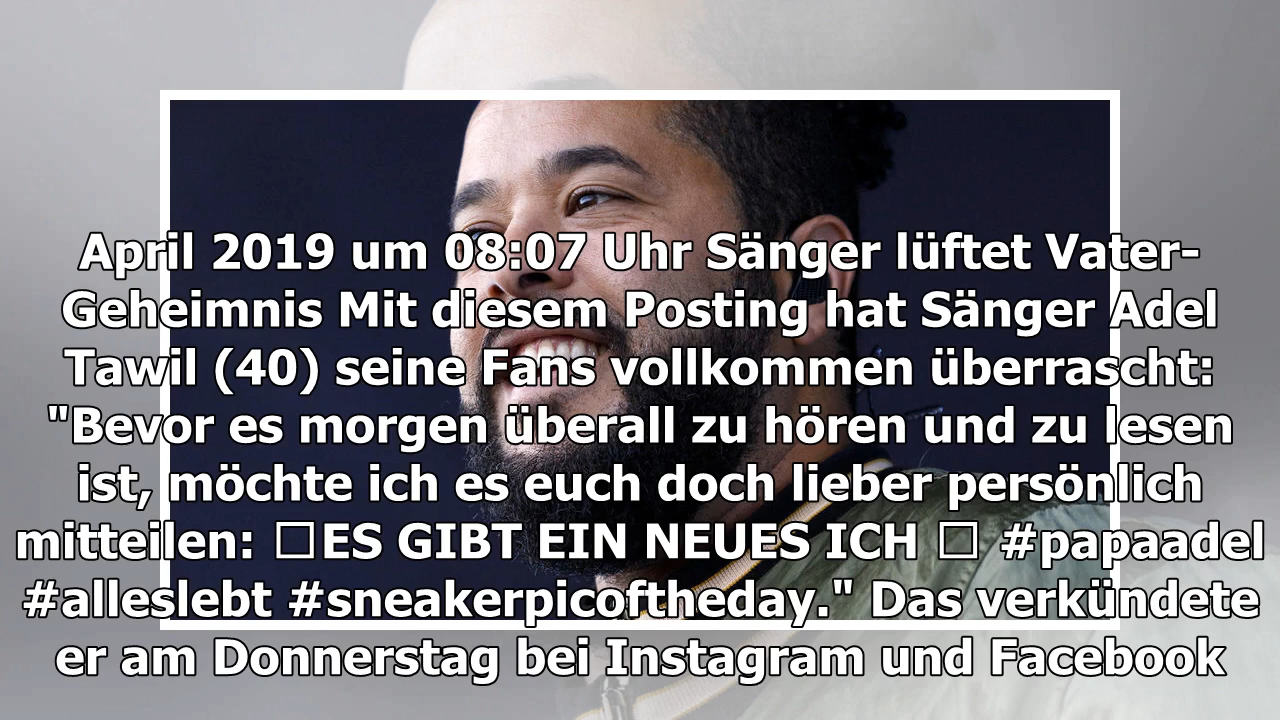 April 2019 um 08:07 Uhr Sänger lüftet Vater-
Geheimnis Mit diesem Posting hat Sänger Adel
Tawil (40) seine Fans vollkommen überrascht:
"Bevor es morgen überall zu hören und zu lesen
ist, möchte ich es euch doch lieber persönlich
mitteilen: □ES GIBT EIN NEUES ICH □ #papaadel
#alleslebt #sneakerpicoftheday." Das verkündete
er am Donnerstag bei Instagram und Facebook